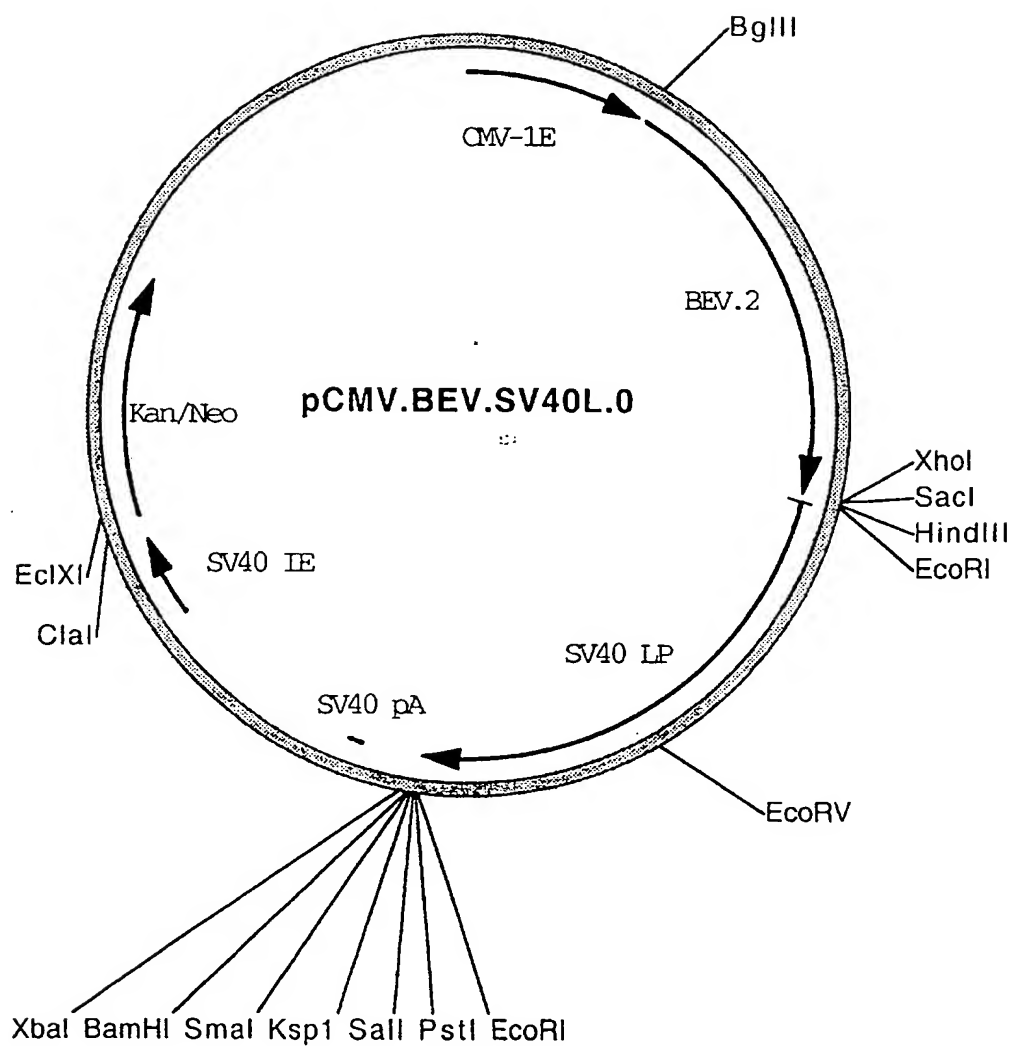 BglII
CMV-1E
BEV.2
Kan/Neo
pCMV.BEV.SV40L.0
XhoI
SacI
HindIII
EcoRI
SV40 IE
EclXI
ClaI
SV40 LP
SV40 pA
EcoRV
XbaI BamHI SmaI Ksp1 SalI PstI EcoRI